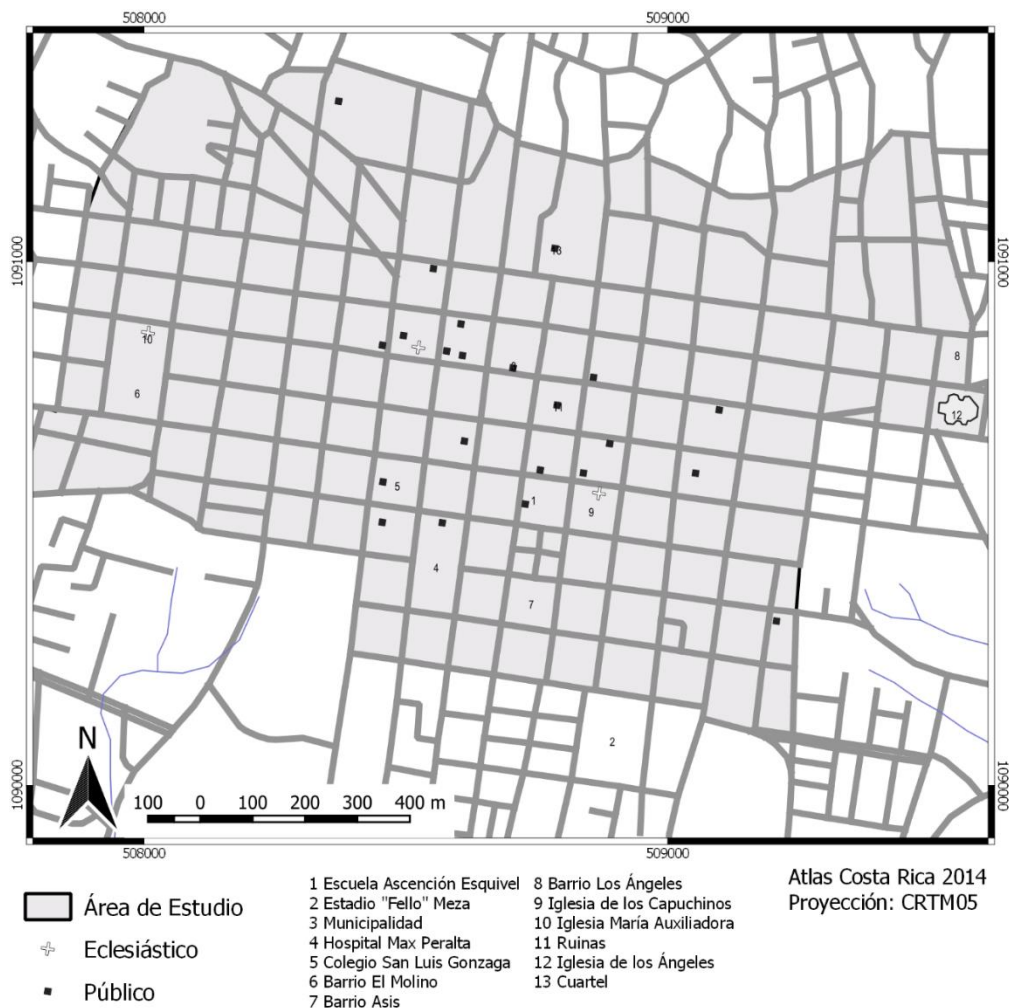 508000
509000
1091000
1091000
13
10
8
6
11
12
5
1
9
4
7
2
1090000
1090000
N
100 0 100 200 300 400 m
508000
509000
Área de Estudio
Eclesiástico
Público
1 Escuela Ascención Esquivel
2 Estadio "Fello" Meza
3 Municipalidad
4 Hospital Max Peralta
5 Colegio San Luis Gonzaga
6 Barrio El Molino
7 Barrio Asis
8 Barrio Los Ángeles
9 Iglesia de los Capuchinos
10 Iglesia María Auxiliadora
11 Ruinas
12 Iglesia de los Ángeles
13 Cuartel
Atlas Costa Rica 2014
Proyección: CRTM05